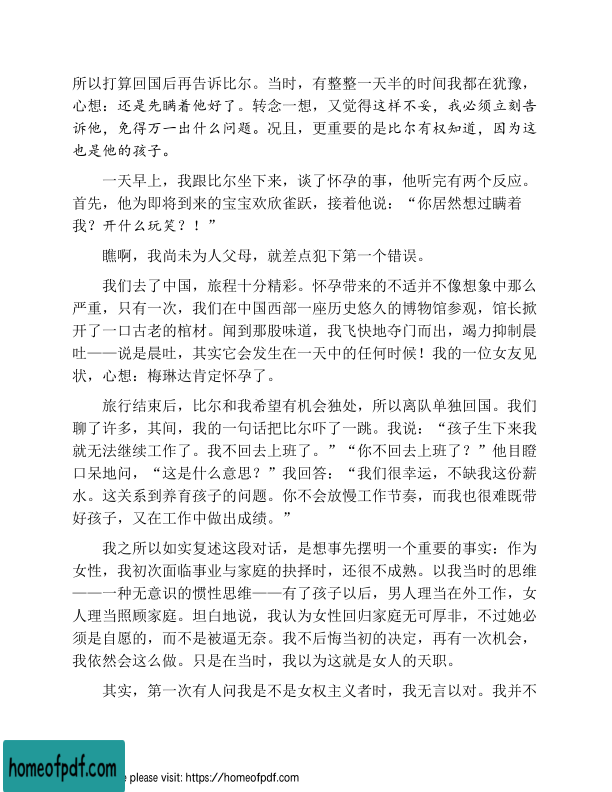 所以打算回国后再告诉比尔。当时，有整整一天半的时间我都在犹豫，
心想：还是先瞒着他好了。转念一想，又觉得这样不妥，我必须立刻告
诉他，免得万一出什么问题。况且，更重要的是比尔有权知道，因为这
也是他的孩子。
一天早上，我跟比尔坐下来，谈了怀孕的事，他听完有两个反应。
首先，他为即将到来的宝宝欢欣雀跃，接着他说：“你居然想过瞒着
我？开什么玩笑？！”
瞧啊，我尚未为人父母，就差点犯下第一个错误。
我们去了中国，旅程十分精彩。怀孕带来的不适并不像想象中那么
严重，只有一次，我们在中国西部一座历史悠久的博物馆参观，馆长掀
开了一口古老的棺材。闻到那股味道，我飞快地夺门而出，竭力抑制晨
吐——说是晨吐，其实它会发生在一天中的任何时候！我的一位女友见
状，心想：梅琳达肯定怀孕了。
旅行结束后，比尔和我希望有机会独处，所以离队单独回国。我们
聊了许多，其间，我的一句话把比尔吓了一跳。我说：“孩子生下来我
就无法继续工作了。我不回去上班了。”“你不回去上班了？”他目瞪
口呆地问，“这是什么意思？”我回答：“我们很幸运，不缺我这份薪
水。这关系到养育孩子的问题。你不会放慢工作节奏，而我也很难既带
好孩子，又在工作中做出成绩。”
我之所以如实复述这段对话，是想事先摆明一个重要的事实：作为
女性，我初次面临事业与家庭的抉择时，还很不成熟。以我当时的思维
——一种无意识的惯性思维——有了孩子以后，男人理当在外工作，女
人理当照顾家庭。坦白地说，我认为女性回归家庭无可厚非，不过她必
须是自愿的，而不是被逼无奈。我不后悔当初的决定，再有一次机会，
我依然会这么做。只是在当时，我以为这就是女人的天职。
其实，第一次有人问我是不是女权主义者时，我无言以对。我并不
homeofpdf.com
e please visit: https://homeofpdf.com